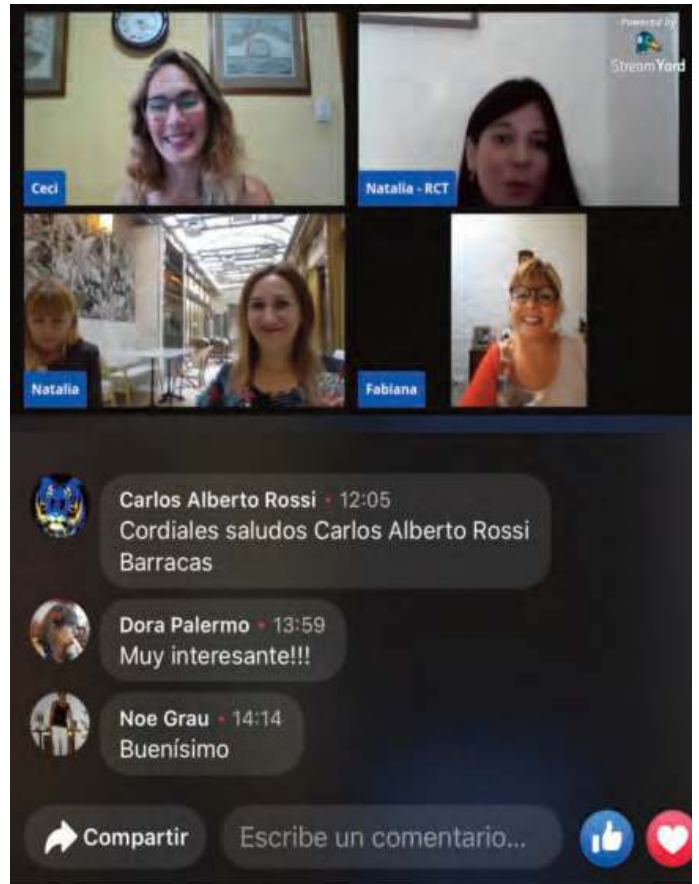 Powered by
StreamYard
Ceci
Natalia - RCT
Natalia
Fabiana
Carlos Alberto Rossi • 12:05
Cordiales saludos Carlos Alberto Rossi
Barracas
Dora Palermo • 13:59
Muy interesante!!!
Noe Grau • 14:14
Buenísimo
Compartir
Escribe un comentario...